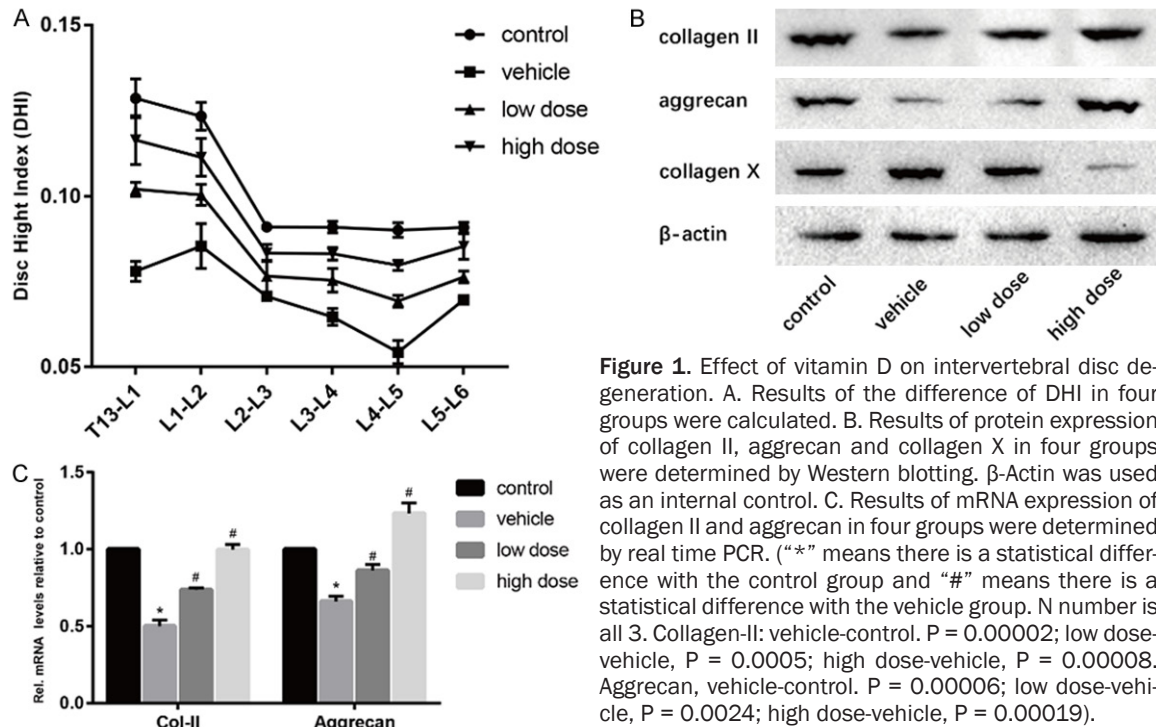 A
Disc Hight Index (DHI)
0.15
0.10
0.05
control
vehicle
low dose
high dose
T13-L1
L1-L2
L2-L3
L3-L4
L4-L5
L5-L6
B
collagen II
aggrecan
collagen X
β-actin
control
vehicle
low dose
high dose
C
Rel. mRNA levels relative to control
1.5
1.0
0.5
0.0
control
vehicle
low dose
high dose
*
#
#
*
#
#
Col-II
Aggrecan
Figure 1. Effect of vitamin D on intervertebral disc de-
generation. A. Results of the difference of DHI in four
groups were calculated. B. Results of protein expression
of collagen II, aggrecan and collagen X in four groups
were determined by Western blotting. β-Actin was used
as an internal control. C. Results of mRNA expression of
collagen II and aggrecan in four groups were determined
by real time PCR. (“*” means there is a statistical differ-
ence with the control group and “#” means there is a
statistical difference with the vehicle group. N number is
all 3. Collagen-II: vehicle-control. P = 0.00002; low dose-
vehicle, P = 0.0005; high dose-vehicle, P = 0.00008.
Aggrecan, vehicle-control. P = 0.00006; low dose-vehi-
cle, P = 0.0024; high dose-vehicle, P = 0.00019).